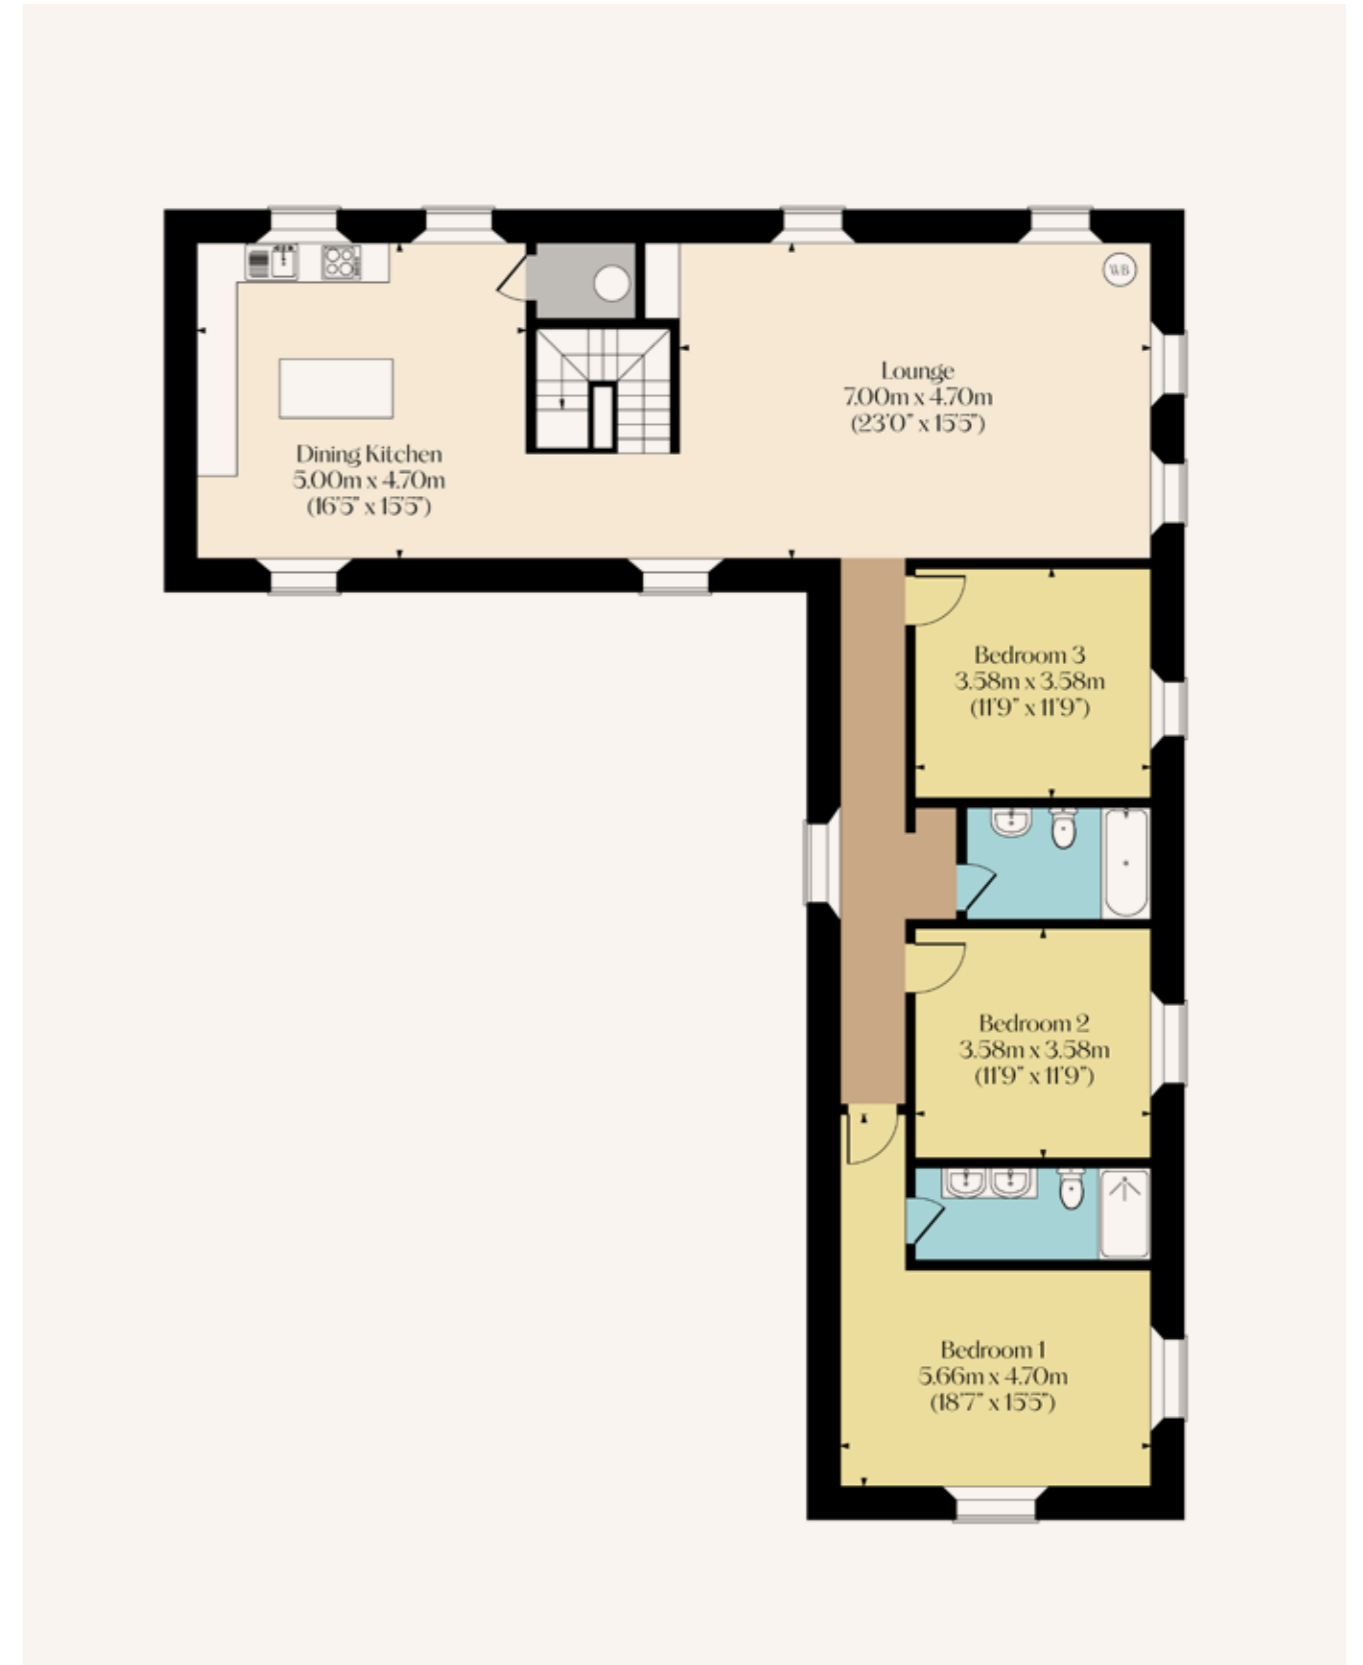 WB
Lounge
7.00m x 4.70m
(23'0" x 15'5")
Dining Kitchen
5.00m x 4.70m
(16'5" x 15'5")
Bedroom 3
3.58m x 3.58m
(11'9" x 11'9")
Bedroom 2
3.58m x 3.58m
(11'9" x 11'9")
Bedroom 1
5.66m x 4.70m
(18'7" x 15'5")